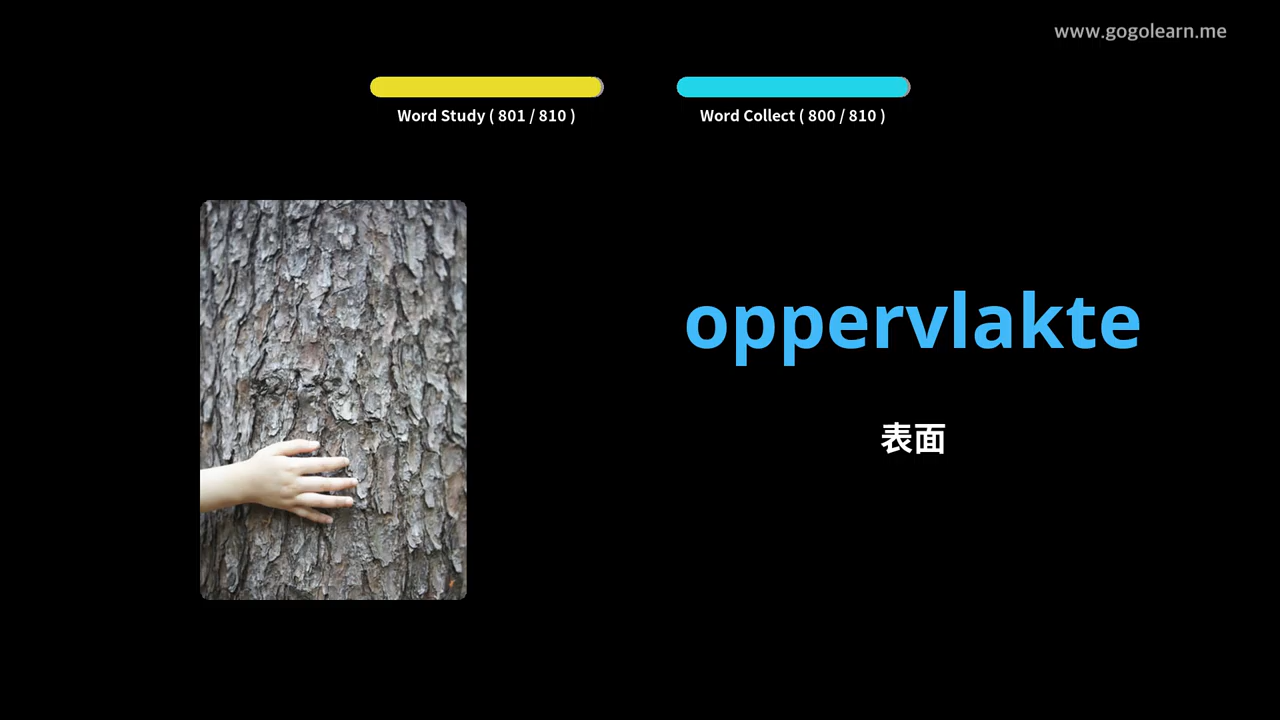 www.gogolearn.me
Word Study ( 801 / 810 )
Word Collect ( 800 / 810 )
oppervlakte
表面